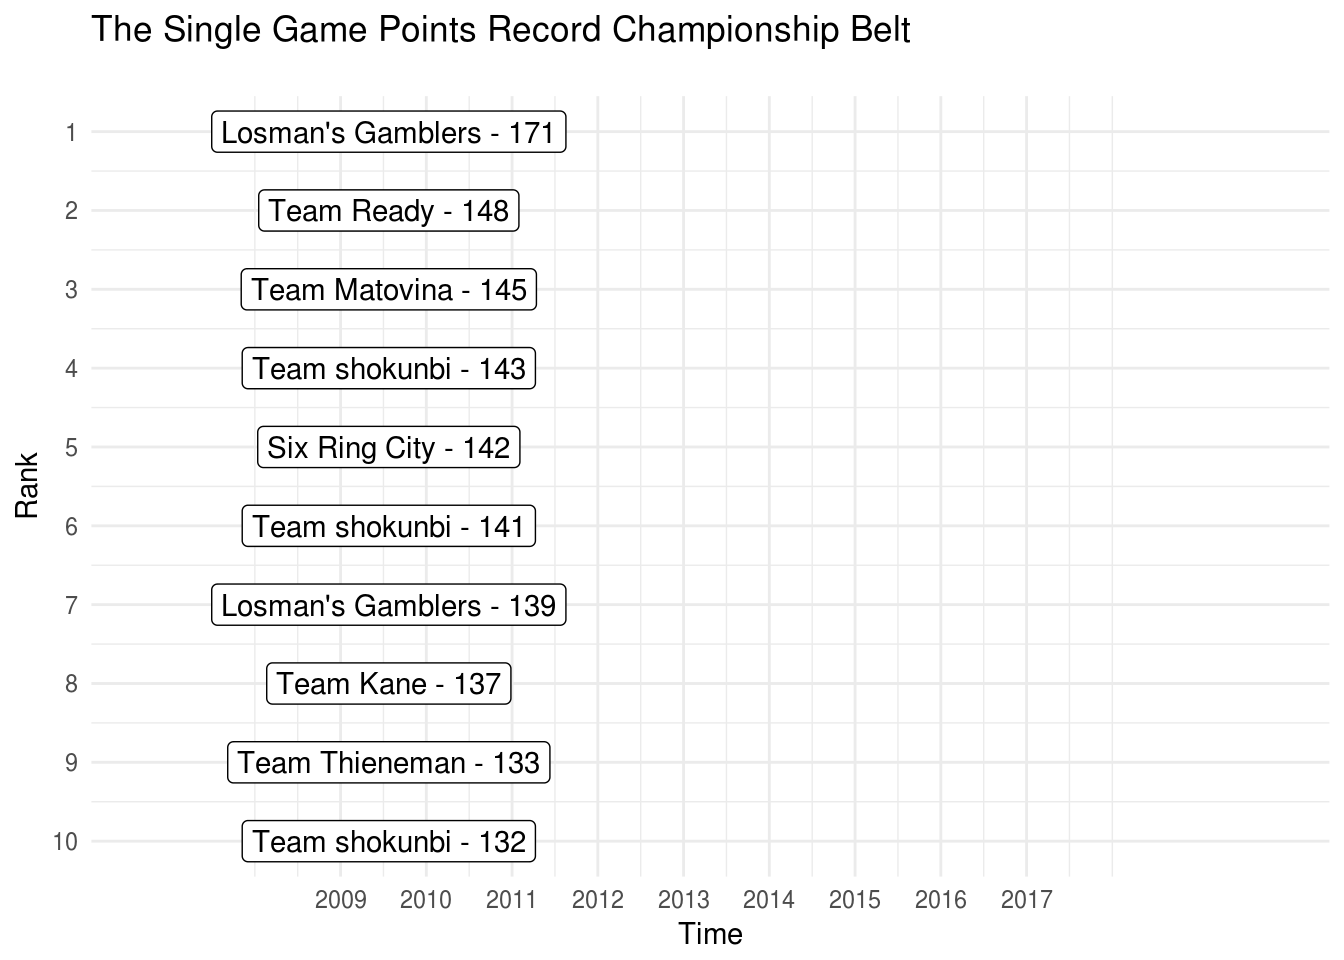 The Single Game Points Record Championship Belt
1
Losman's Gamblers - 171
2
Team Ready - 148
3
Team Matovina - 145
4
Team shokunbi - 143
5
Six Ring City - 142
Rank
6
Team shokunbi - 141
7
Losman's Gamblers - 139
8
Team Kane - 137
9
Team Thieneman - 133
10
Team shokunbi - 132
2009 2010 2011 2012 2013 2014 2015 2016 2017
Time